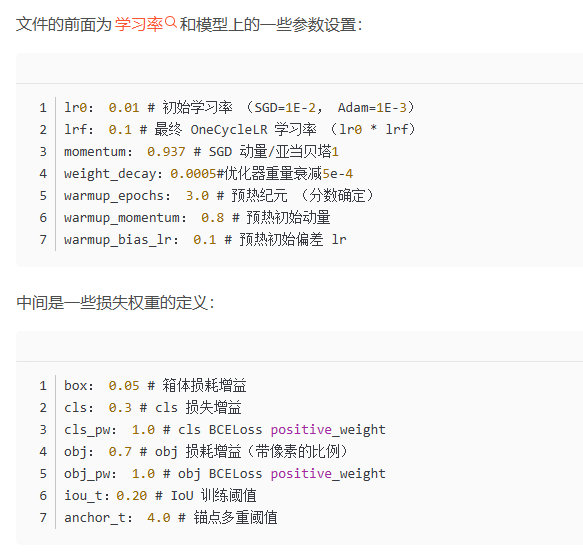 文件的前面为 学习率 和模型上的一些参数设置：
1 lr0： 0.01 # 初始学习率 （SGD=1E-2， Adam=1E-3）
2 lrf： 0.1 # 最终 OneCycleLR 学习率 （lr0 * lrf）
3 momentum： 0.937 # SGD 动量/亚当贝塔1
4 weight_decay：0.0005#优化器重量衰减5e-4
5 warmup_epochs： 3.0 # 预热纪元 （分数确定）
6 warmup_momentum： 0.8 # 预热初始动量
7 warmup_bias_lr： 0.1 # 预热初始偏差 lr
中间是一些损失权重的定义：
1 box： 0.05 # 箱体损耗增益
2 cls： 0.3 # cls 损失增益
3 cls_pw： 1.0 # cls BCELoss positive_weight
4 obj： 0.7 # obj 损耗增益（带像素的比例）
5 obj_pw： 1.0 # obj BCELoss positive_weight
6 iou_t：0.20 # IoU 训练阈值
7 anchor_t： 4.0 # 锚点多重阈值